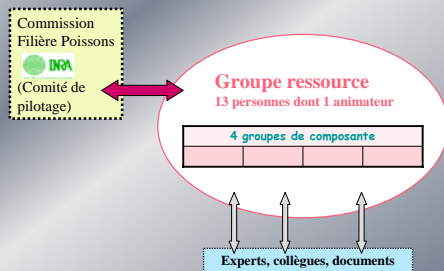 Commission
Filière Poissons
INRA
(Comité de
pilotage)
Groupe ressource
13 personnes dont 1 animateur
4 groupes de composante
Experts, collègues, documents